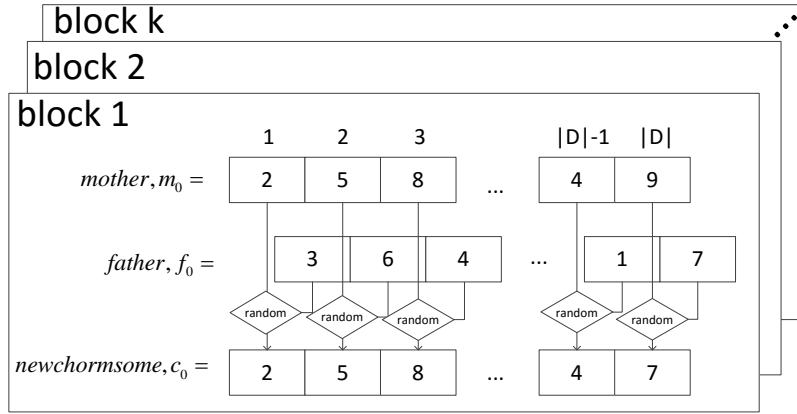 block k
block 2
block 1
1 2 3 |D|-1 |D|
mother, m0 = 2 5 8 ... 4 9
father, f0 = 3 6 4 ... 1 7
random random random random random
newchormsome, c0 = 2 5 8 ... 4 7